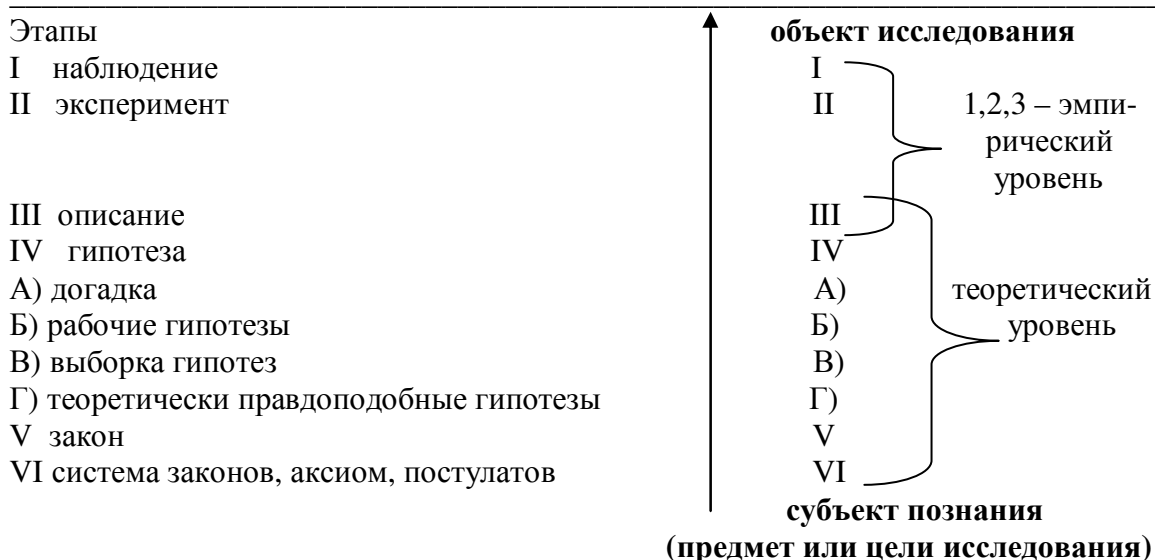 Этапы объект исследования
I наблюдение I
II эксперимент II 1,2,3 – эмпи-
рический
уровень
III описание III
IV гипотеза IV
А) догадка А) теоретический
Б) рабочие гипотезы Б) уровень
В) выборка гипотез В)
Г) теоретически правдоподобные гипотезы Г)
V закон V
VI система законов, аксиом, постулатов VI
субъект познания
(предмет или цели исследования)